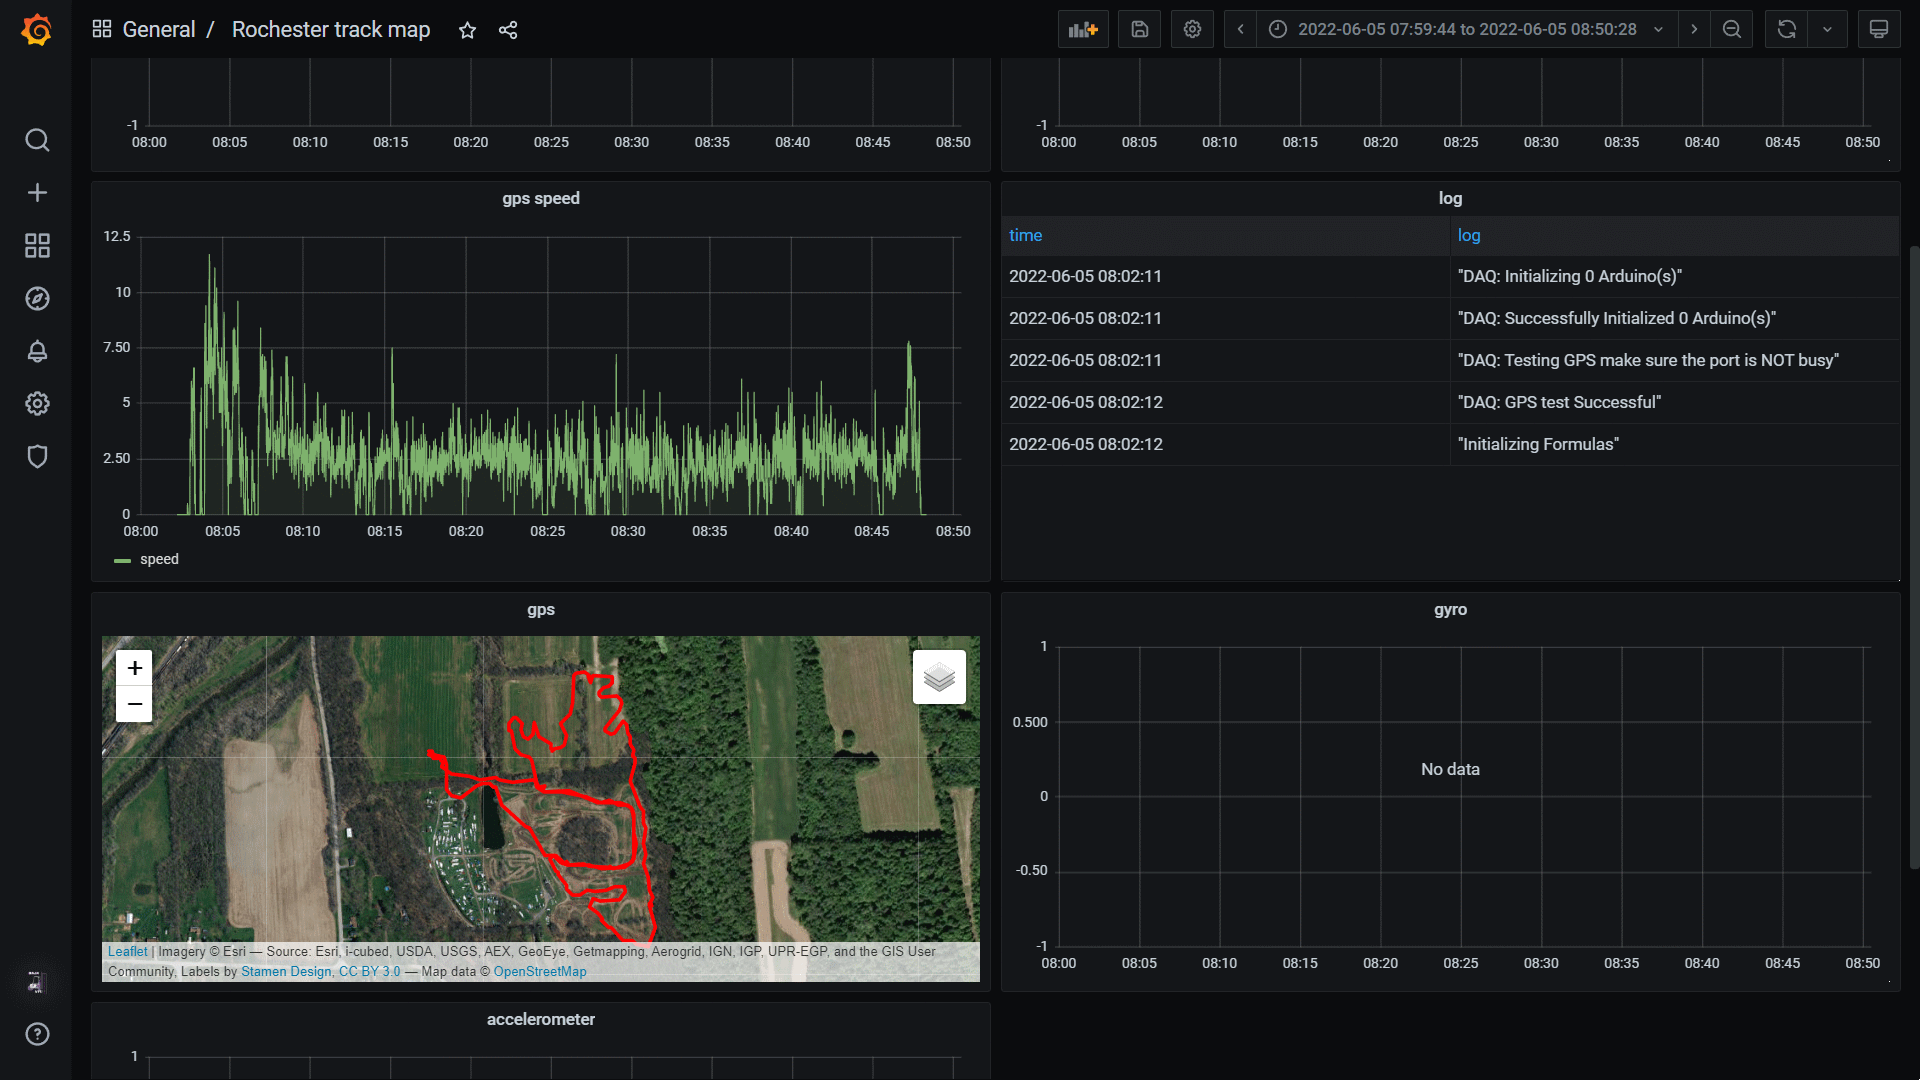 General / Rochester track map
2022-06-05 07:59:44 to 2022-06-05 08:50:28
-1
08:00 08:05 08:10 08:15 08:20 08:25 08:30 08:35 08:40 08:45 08:50
-1
08:00 08:05 08:10 08:15 08:20 08:25 08:30 08:35 08:40 08:45 08:50
gps speed
12.5
10
7.50
5
2.50
0
08:00 08:05 08:10 08:15 08:20 08:25 08:30 08:35 08:40 08:45 08:50
speed
log
time log
2022-06-05 08:02:11 "DAQ: Initializing 0 Arduino(s)"
2022-06-05 08:02:11 "DAQ: Successfully Initialized 0 Arduino(s)"
2022-06-05 08:02:11 "DAQ: Testing GPS make sure the port is NOT busy"
2022-06-05 08:02:12 "DAQ: GPS test Successful"
2022-06-05 08:02:12 "Initializing Formulas"
gps
+
−
Leaflet | Imagery © Esri — Source: Esri, i-cubed, USDA, USGS, AEX, GeoEye, Getmapping, Aerogrid, IGN, IGP, UPR-EGP, and the GIS User
Community, Labels by Stamen Design, CC BY 3.0 — Map data © OpenStreetMap
gyro
1
0.500
0
-0.50
-1
No data
08:00 08:05 08:10 08:15 08:20 08:25 08:30 08:35 08:40 08:45 08:50
accelerometer
1